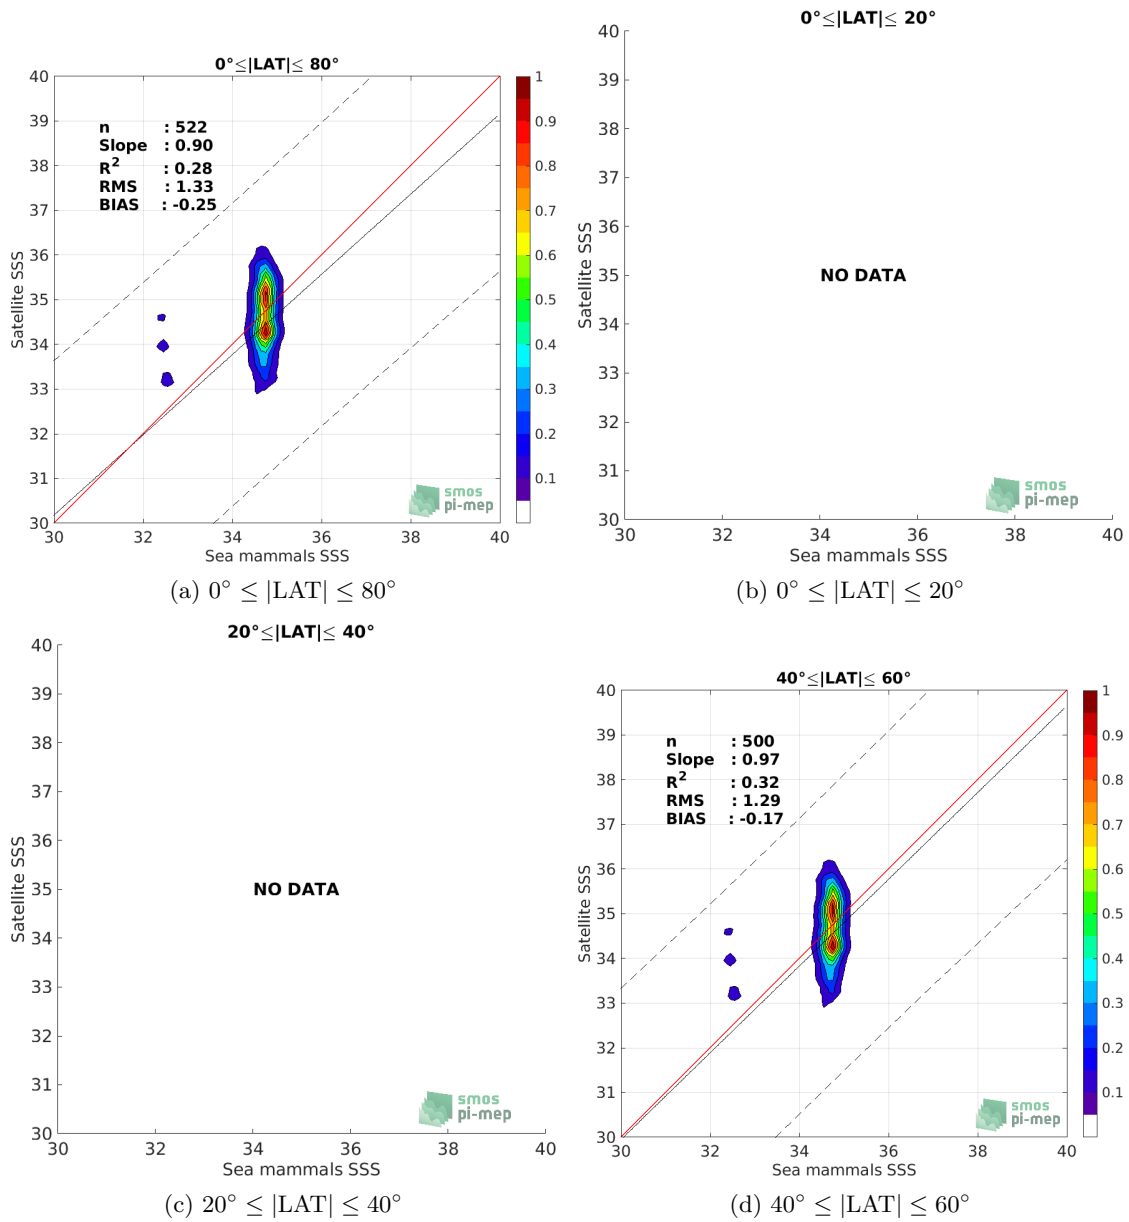 0°≤|LAT|≤ 80°
n : 522
Slope : 0.90
R² : 0.28
RMS : 1.33
BIAS : -0.25
40
39
38
37
36
35
34
33
32
31
30
Satellite SSS
30 32 34 36 38 40
Sea mammals SSS
1
0.9
0.8
0.7
0.6
0.5
0.4
0.3
0.2
0.1
smos
pi-mep
(a) 0° ≤ |LAT| ≤ 80°
0°≤|LAT|≤ 20°
40
39
38
37
36
35
34
33
32
31
30
Satellite SSS
NO DATA
smos
pi-mep
30 32 34 36 38 40
Sea mammals SSS
(b) 0° ≤ |LAT| ≤ 20°
20°≤|LAT|≤ 40°
40
39
38
37
36
35
34
33
32
31
30
Satellite SSS
NO DATA
smos
pi-mep
30 32 34 36 38 40
Sea mammals SSS
(c) 20° ≤ |LAT| ≤ 40°
40°≤|LAT|≤ 60°
n : 500
Slope : 0.97
R² : 0.32
RMS : 1.29
BIAS : -0.17
40
39
38
37
36
35
34
33
32
31
30
Satellite SSS
30 32 34 36 38 40
Sea mammals SSS
1
0.9
0.8
0.7
0.6
0.5
0.4
0.3
0.2
0.1
smos
pi-mep
(d) 40° ≤ |LAT| ≤ 60°